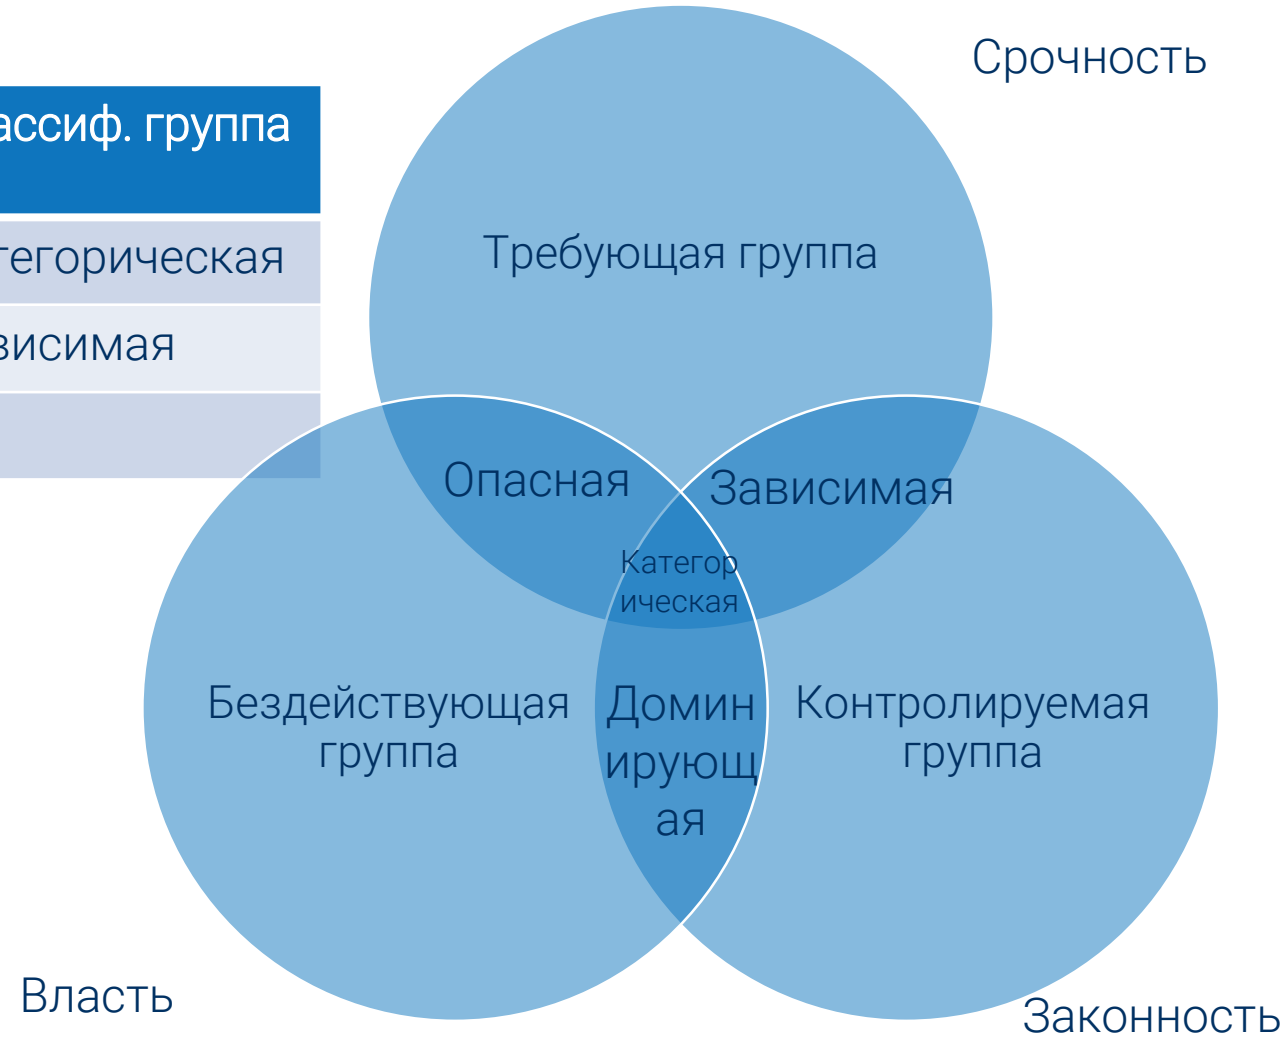 Срочность
ассиф. группа
Требующая группа
тегорическая
висимая
Опасная
Зависимая
Категор
ическая
Бездействующая
группа
Домин
ирующ
ая
Контролируемая
группа
Власть
Законность